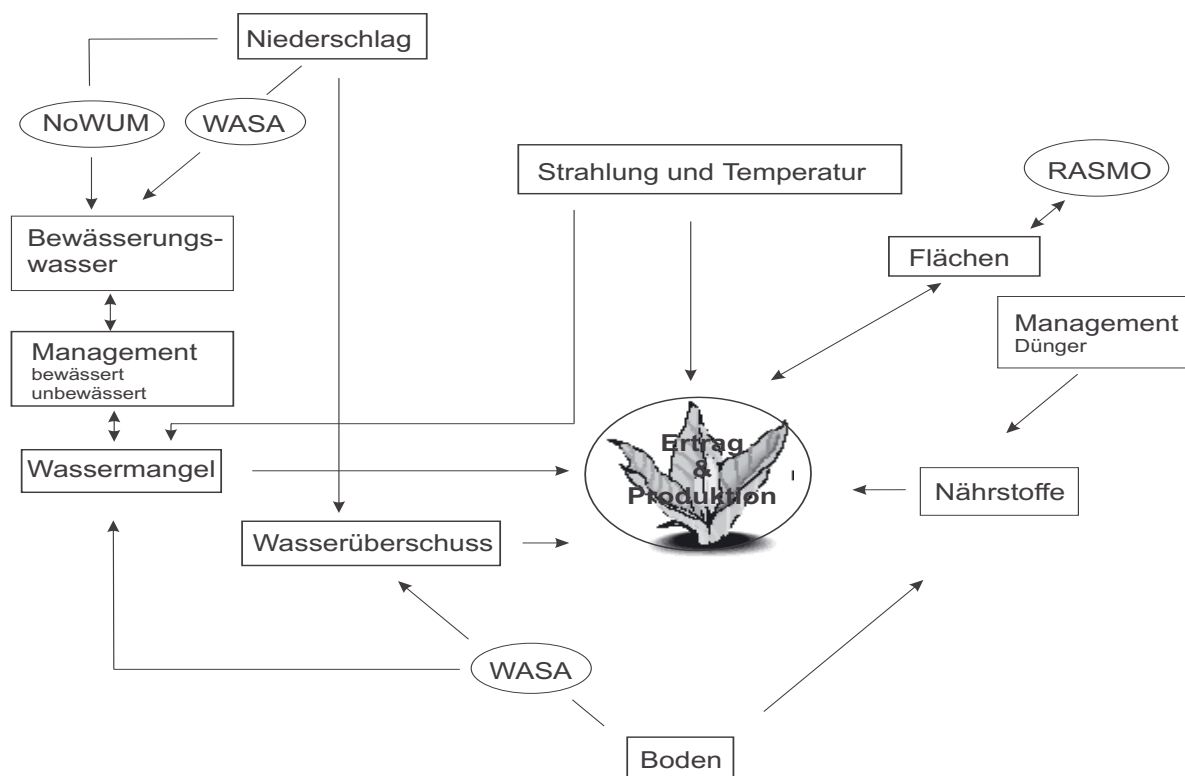 Niederschlag
NoWUM
WASA
Strahlung und Temperatur
RASMO
Bewässerungs-
wasser
Flächen
Management
bewässert
unbewässert
Management
Dünger
Ertrag
&
Produktion
Wassermangel
Nährstoffe
Wasserüberschuss
WASA
Boden